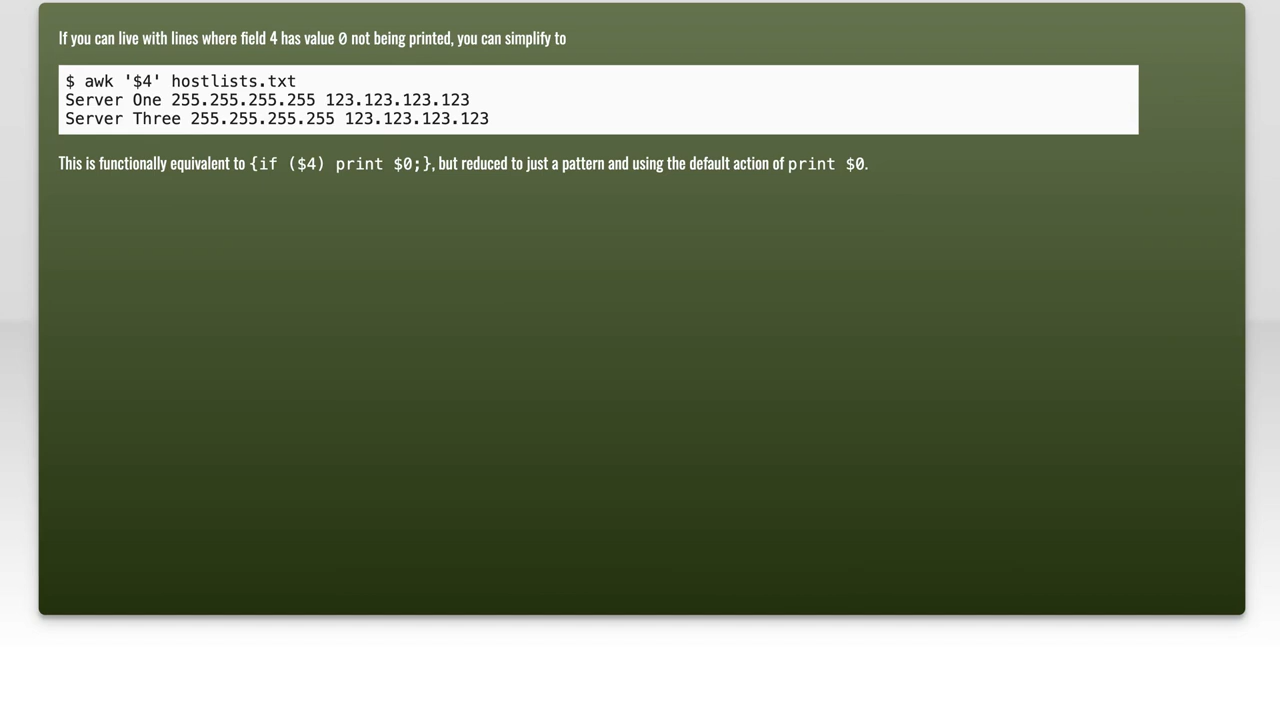 If you can live with lines where field 4 has value 0 not being printed, you can simplify to
$ awk '$4' hostlists.txt
Server One 255.255.255.255 123.123.123.123
Server Three 255.255.255.255 123.123.123.123
This is functionally equivalent to {if ($4) print $0;}, but reduced to just a pattern and using the default action of print $0.